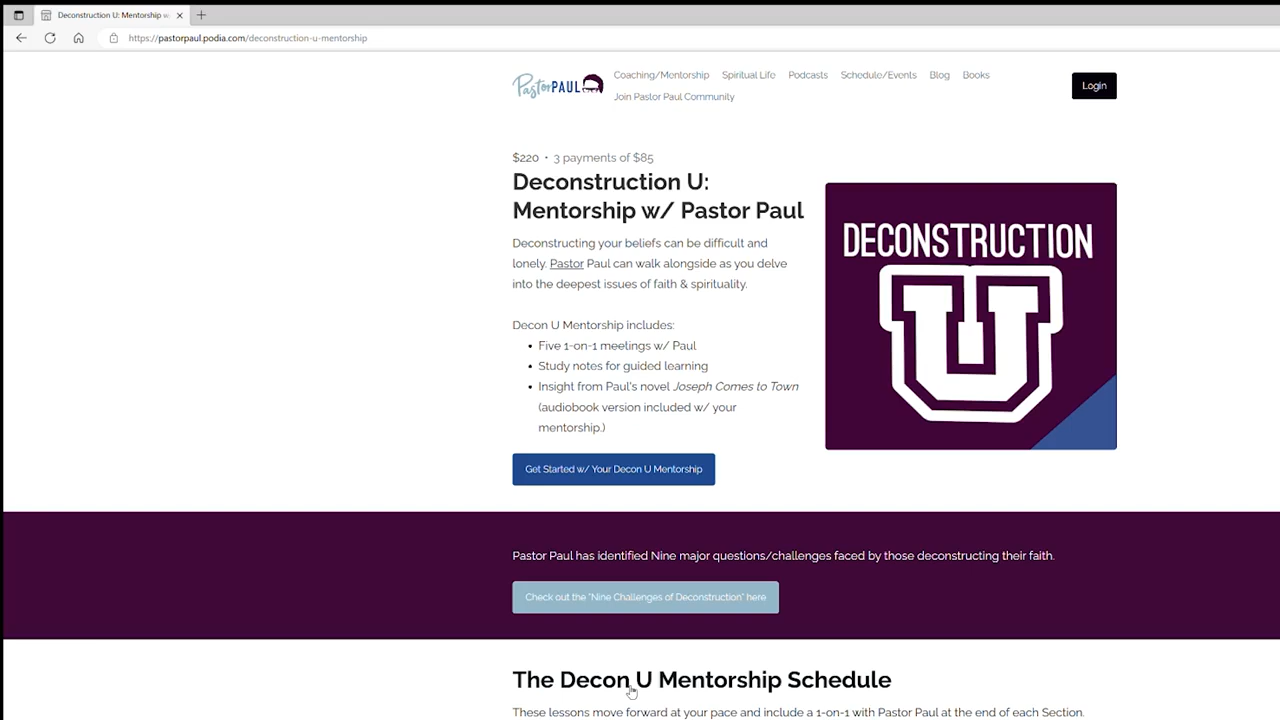 Deconstruction U: Mentorship w
https://pastorpaul.podia.com/deconstruction-u-mentorship
Pastor PAUL
Coaching/Mentorship Spiritual Life Podcasts Schedule/Events Blog Books
Join Pastor Paul Community
Login
$220 • 3 payments of $85
Deconstruction U:
Mentorship w/ Pastor Paul
Deconstructing your beliefs can be difficult and
lonely. Pastor Paul can walk alongside as you delve
into the deepest issues of faith & spirituality.
Decon U Mentorship includes:
• Five 1-on-1 meetings w/ Paul
• Study notes for guided learning
• Insight from Paul's novel Joseph Comes to Town
(audiobook version included w/ your
mentorship.)
Get Started w/ Your Decon U Mentorship
DECONSTRUCTION
U
Pastor Paul has identified Nine major questions/challenges faced by those deconstructing their faith.
Check out the "Nine Challenges of Deconstruction" here
The Decon U Mentorship Schedule
These lessons move forward at your pace and include a 1-on-1 with Pastor Paul at the end of each Section.